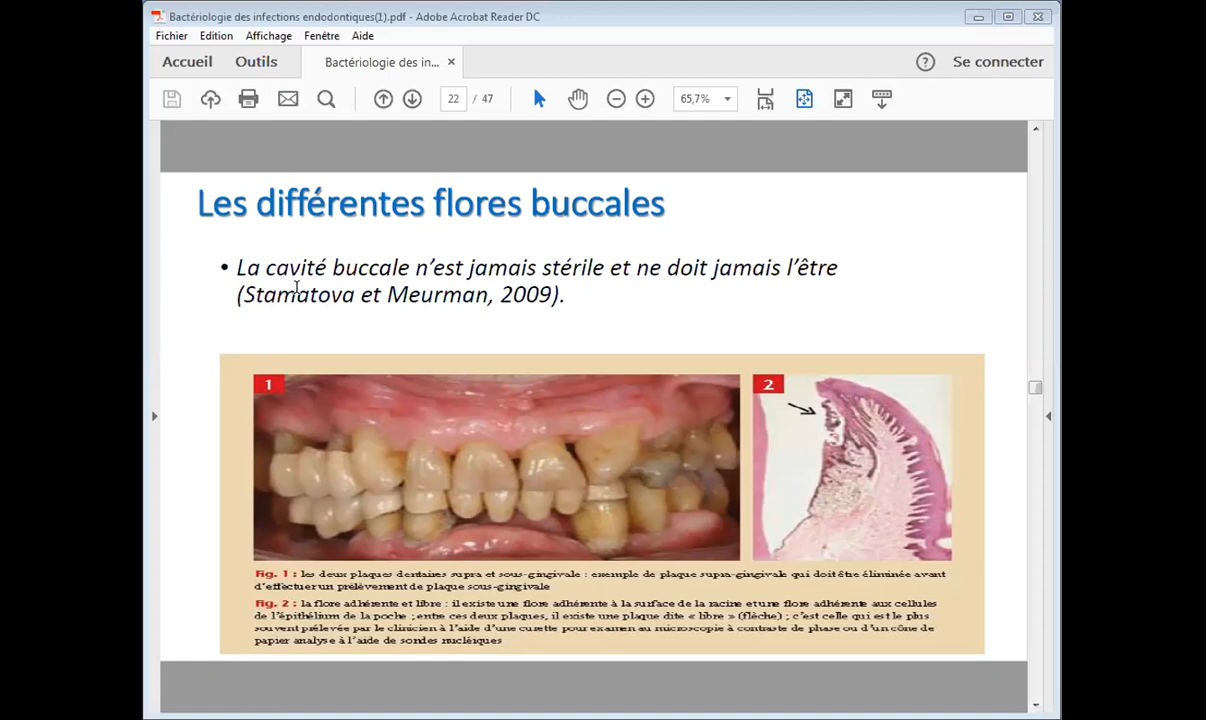 Bactériologie des infections endodontiques(1).pdf - Adobe Acrobat Reader DC
Fichier Edition Affichage Fenêtre Aide
Accueil Outils Bactériologie des in... × ? Se connecter
22 / 47 65,7%
Les différentes flores buccales
• La cavité buccale n'est jamais stérile et ne doit jamais l'être
(Stamatova et Meurman, 2009).
1 2
Fig. 1 : les deux plaques dentaires supra et sous-gingivale : exemple de plaque supra-gingivale qui doit être éliminée avant
d'effectuer un prélèvement de plaque sous-gingivale
Fig. 2 : la flore adhérente et libre : il existe une flore adhérente à la surface de la racine et une flore adhérente aux cellules
de l'épithélium de la poche ; entre ces deux plaques, il existe une plaque dite « libre » (flèche) ; c'est celle qui est le plus
souvent prélevée par le clinicien à l'aide d'une curette pour examen au microscopie à contraste de phase ou d'un cône de
papier analyse à l'aide de sondes nucléiques